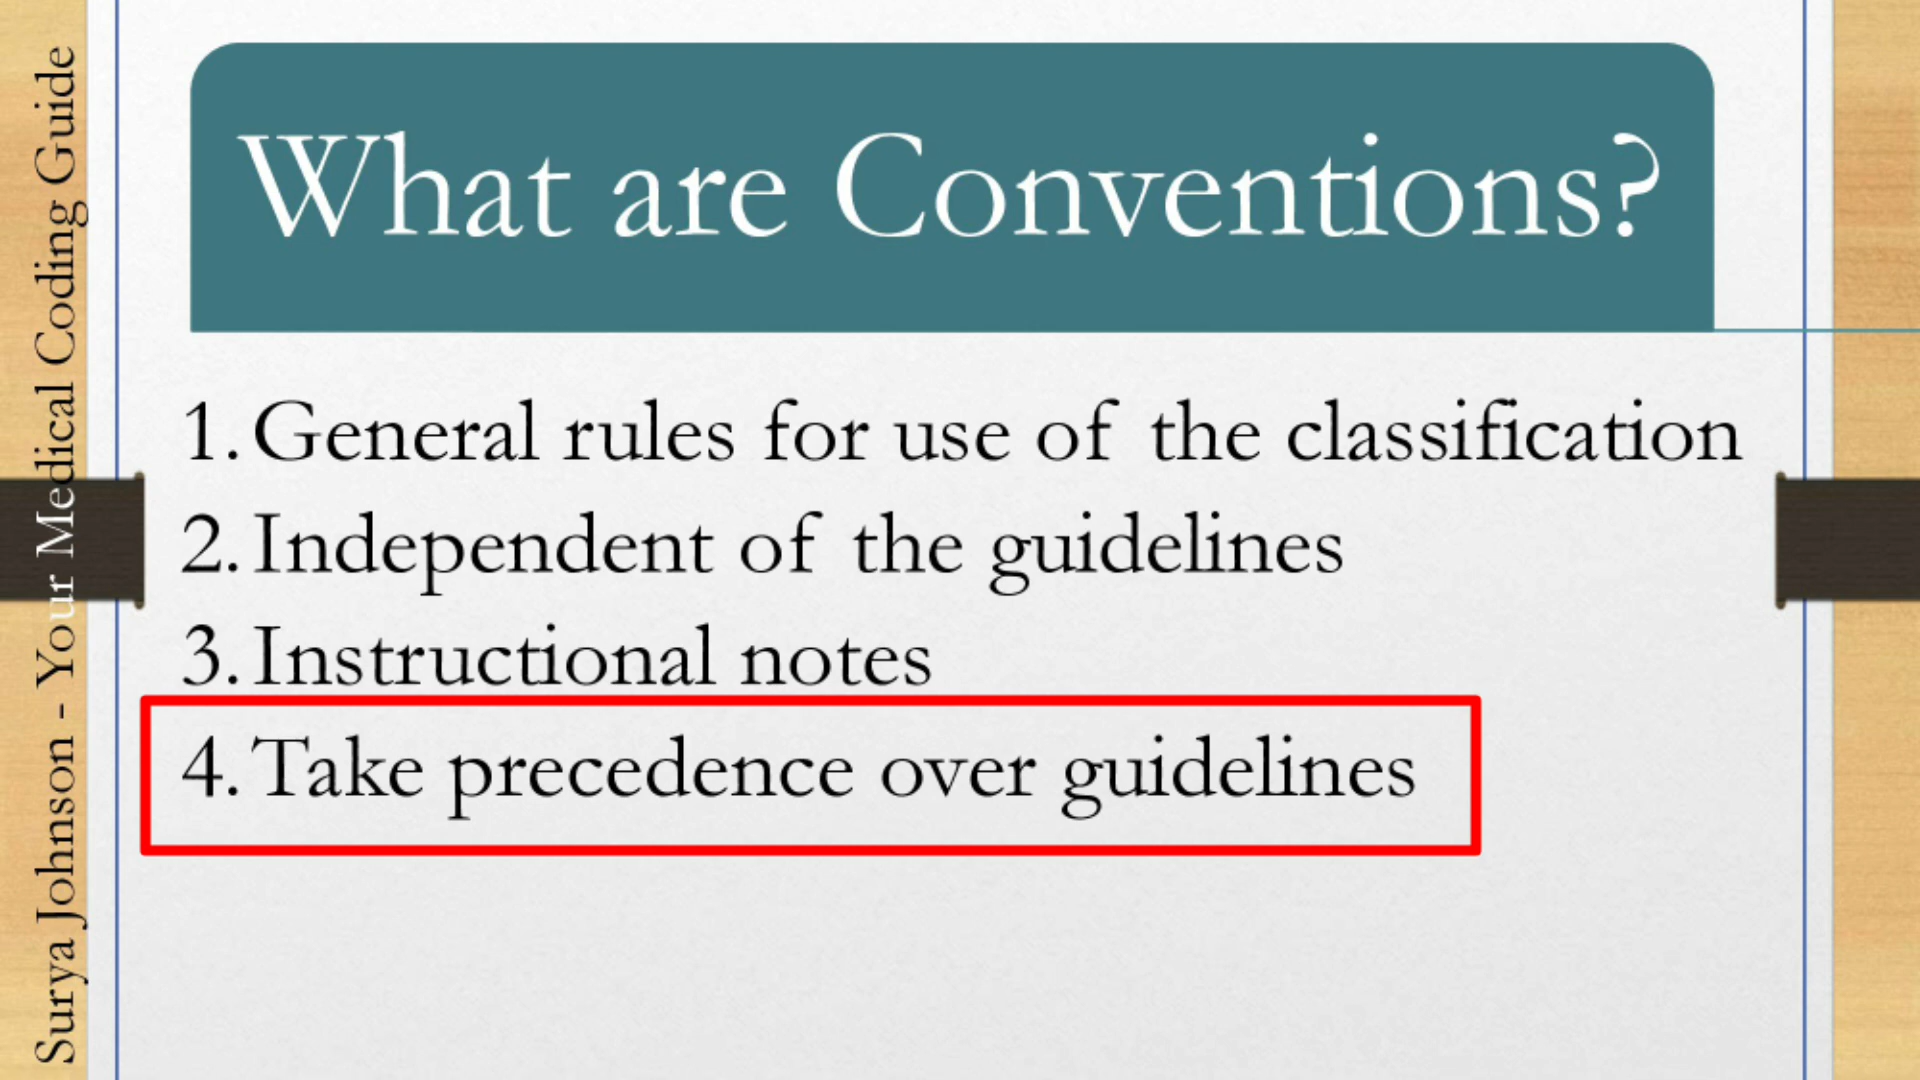 What are Conventions?
1. General rules for use of the classification
2. Independent of the guidelines
3. Instructional notes
4. Take precedence over guidelines
Surya Johnson - Your Medical Coding Guide